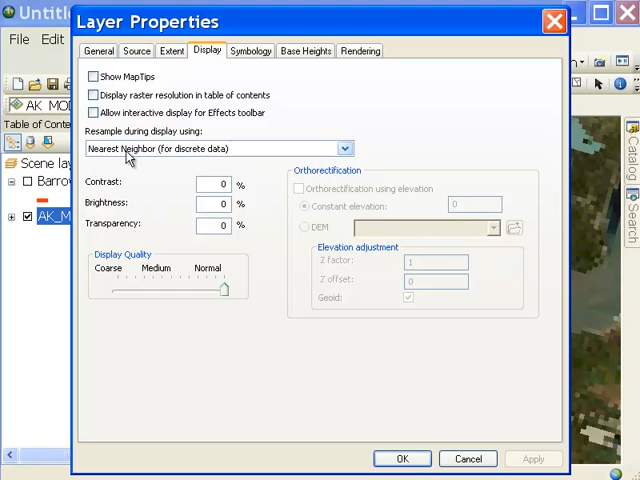 Untitle
Layer Properties
File
General Source Extent Display Symbology Base Heights Rendering
Show MapTips
AK_MOD
Display raster resolution in table of contents
Allow interactive display for Effects toolbar
Table of Conte
Resample during display using:
Nearest Neighbor (for discrete data)
Scene lay
Barrov
AK_M
Contrast: 0 %
Brightness: 0 %
Transparency: 0 %
Display Quality
Coarse Medium Normal
Orthorectification
Orthorectification using elevation
Constant elevation: 0
DEM
Elevation adjustment
Z factor: 1
Z offset: 0
Geoid:
Catalog
Search
OK Cancel Apply